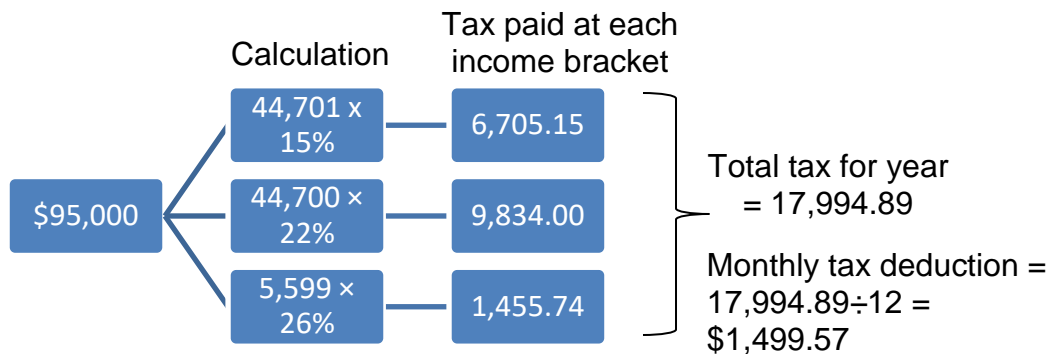 Calculation
Tax paid at each
income bracket
$95,000
44,701 x
15%
6,705.15
44,700 ×
22%
9,834.00
5,599 ×
26%
1,455.74
Total tax for year
= 17,994.89
Monthly tax deduction =
17,994.89÷12 =
$1,499.57